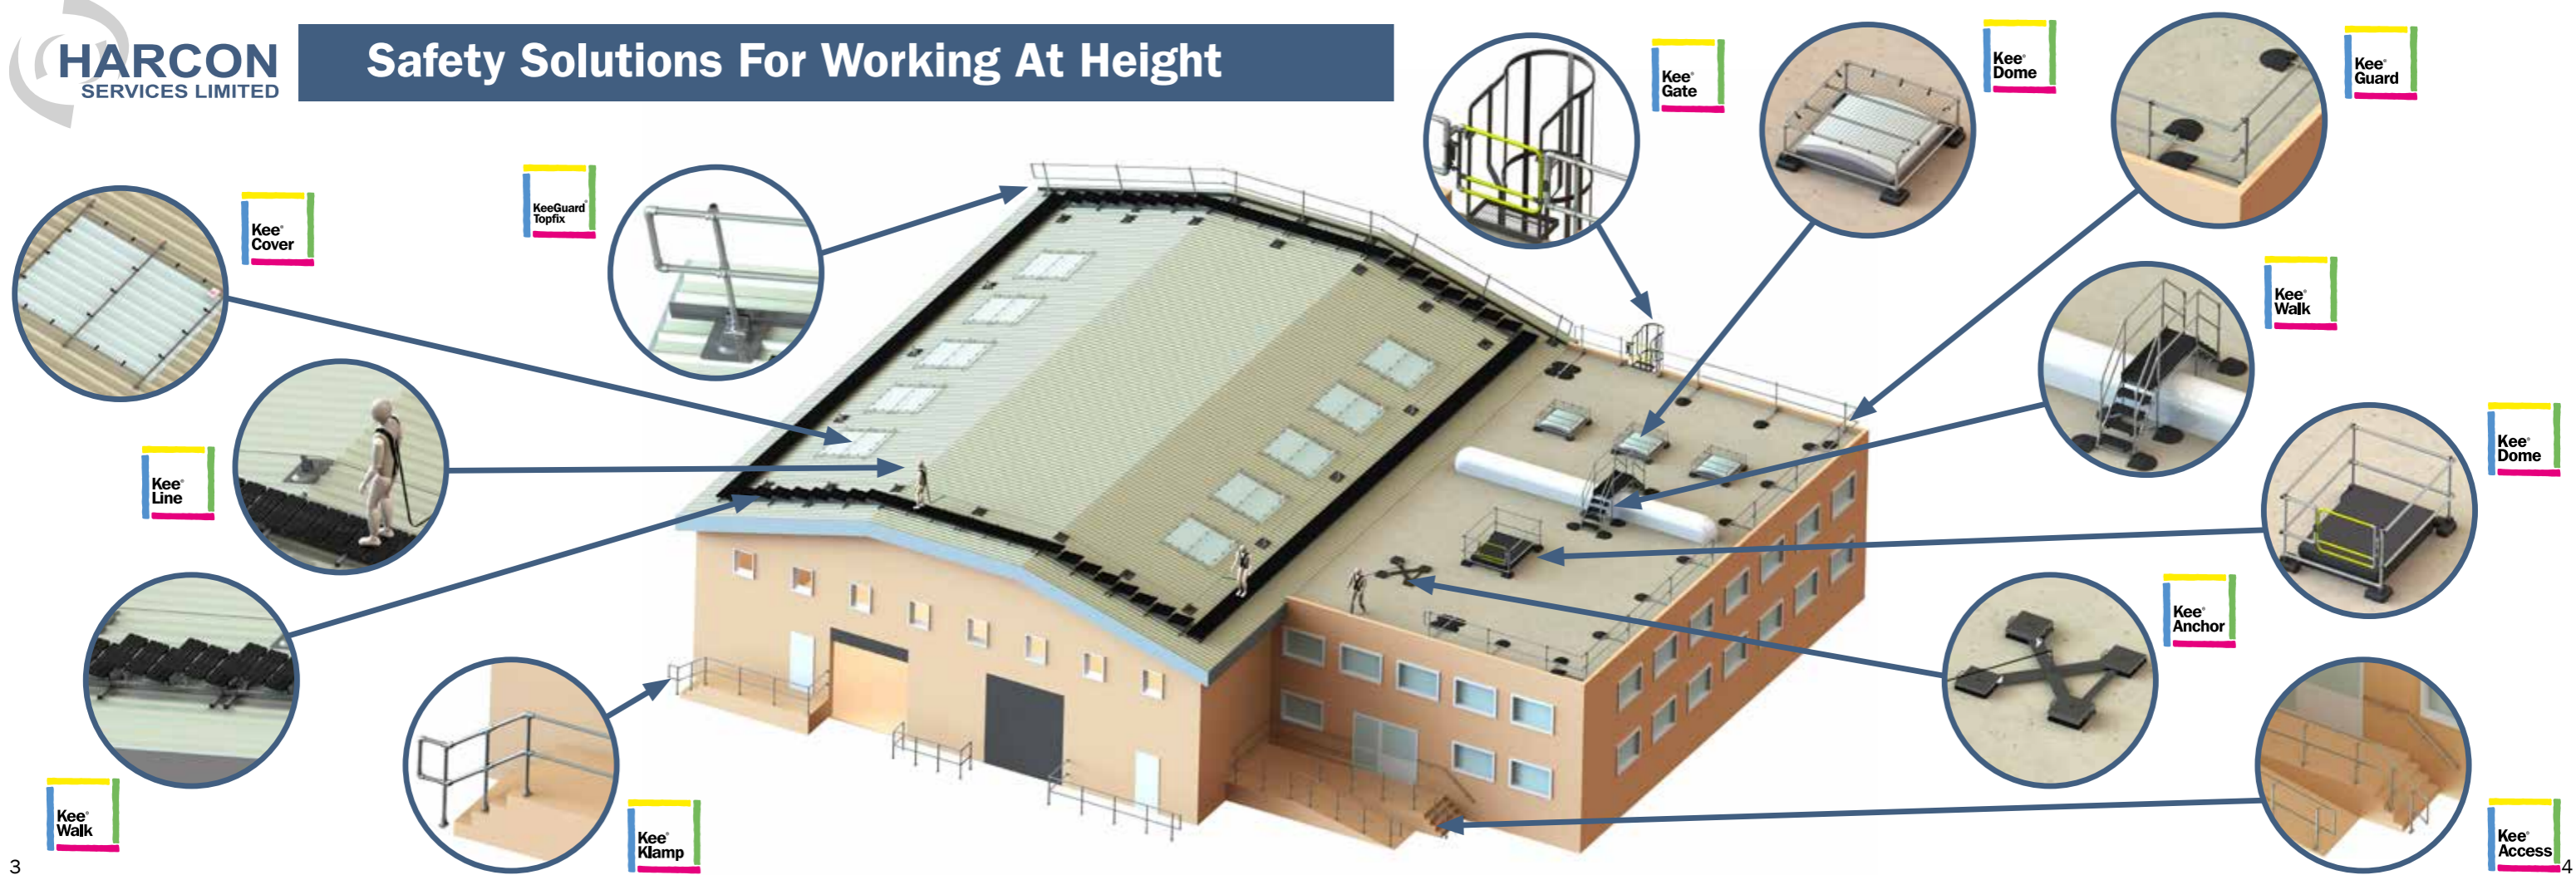 HARCON
SERVICES LIMITED
Safety Solutions For Working At Height
Kee®
Gate
Kee®
Dome
Kee®
Guard
Kee®
Cover
KeeGuard®
Topfix
Kee®
Walk
Kee®
Line
Kee®
Dome
Kee®
Anchor
Kee®
Walk
Kee®
Klamp
Kee®
Access
3
4